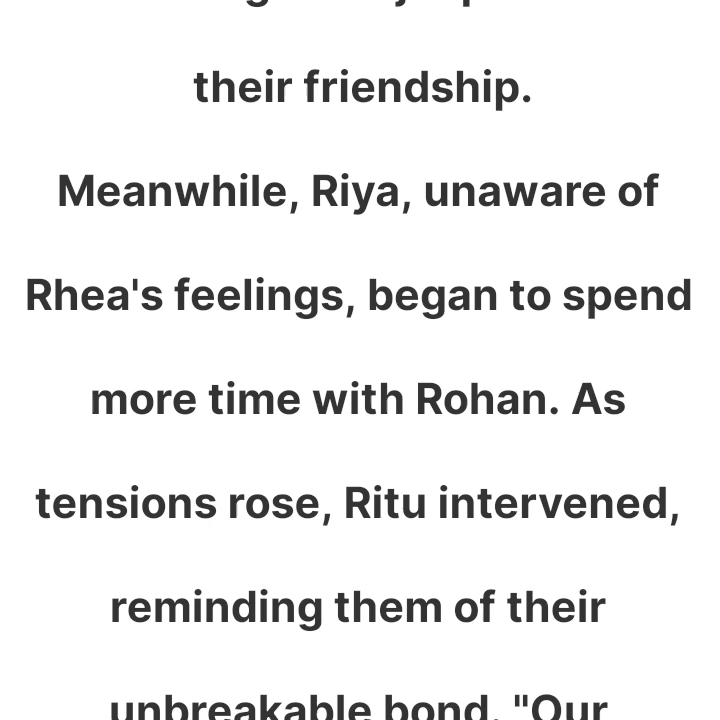 their friendship.
Meanwhile, Riya, unaware of
Rhea's feelings, began to spend
more time with Rohan. As
tensions rose, Ritu intervened,
reminding them of their
unbreakable bond. "Our